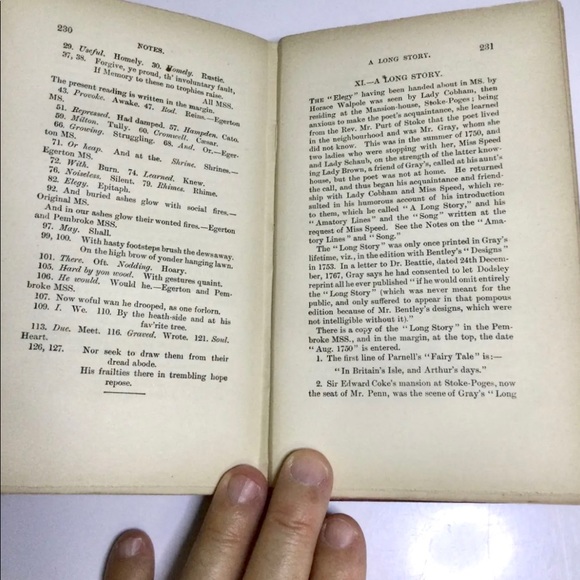 230
NOTES.
29. Useful. Homely. 30. Homely. Rustic.
37, 38. Forgive, ye proud, th' involuntary fault,
If Memory to these no trophies raise.
All MSS.
The present reading is written in the margin.
43. Provoke. Awake. 47. Rod. Reins.—Egerton
MS.
51. Repressed. Had damped. 57. Hampden. Cato.
59. Milton. Tully. 60. Cromwell. Cæsar.
66. Growing. Struggling. 68. And. Or.—Eger-
ton MS.
71. Or heap. And at the. Shrine. Shrines.—
Egerton MS.
72. With. Burn. 74. Learned. Knew.
76. Noiseless. Silent. 79. Rhimes. Rhime.
82. Elegy. Epitaph.
92. And buried ashes glow with social fires.—
Original MS.
And in our ashes glow their wonted fires.—Egerton
and Pembroke MSS.
97. May. Shall.
99, 100. With hasty footsteps brush the dews away.
On the high brow of yonder hanging lawn.
101. There. Oft. Nodding. Hoary.
105. Hard by yon wood. With gestures quaint.
106. He would. Would he.—Egerton and Pem-
broke MSS.
107. Now woful wan he drooped, as one forlorn.
109. I. We. 110. By the heath-side and at his
fav'rite tree.
113. Due. Meet. 116. Graved. Wrote. 121. Soul.
Heart.
126, 127. Nor seek to draw them from their
dread abode.
His frailties there in trembling hope
repose.
A LONG STORY.
231
XI.—A LONG STORY.
THE "Elegy" having been handed about in MS. by
Horace Walpole was seen by Lady Cobham, then
residing at the Mansion-house, Stoke-Poges; being
anxious to make the poet's acquaintance, she learned
from the Rev. Mr. Purt of Stoke that the poet lived
in the neighbourhood and was Mr. Gray, whom she
did not know. This was in the summer of 1750, and
two ladies who were stopping with her, Miss Speed
and Lady Schaub, on the strength of the latter know-
ing Lady Brown, a friend of Gray's, called at his aunt's
house, but the poet was not at home. He returned
the call, and thus began his acquaintance and friend-
ship with Lady Cobham and Miss Speed, which re-
sulted in his humorous account of his introduction
to them, which he called "A Long Story," and his
"Amatory Lines" and the "Song" written at the
request of Miss Speed. See the Notes on the "Ama-
tory Lines" and "Song."
The "Long Story" was only once printed in Gray's
lifetime, viz., in the edition with Bentley's "Designs"
in 1753. In a letter to Dr. Beattie, dated 24th Decem-
ber, 1767, Gray says he had consented to let Dodsley
reprint all he ever published "if he would omit entirely
the 'Long Story' (which was never meant for the
public, and only suffered to appear in that pompous
edition because of Mr. Bentley's designs, which were
not intelligible without it)."
There is a copy of the "Long Story" in the Pem-
broke MSS., and in the margin, at the top, the date
"Aug. 1750" is entered.
1. The first line of Parnell's "Fairy Tale" is:—
"In Britain's Isle, and Arthur's days."
2. Sir Edward Coke's mansion at Stoke-Poges, now
the seat of Mr. Penn, was the scene of Gray's "Long